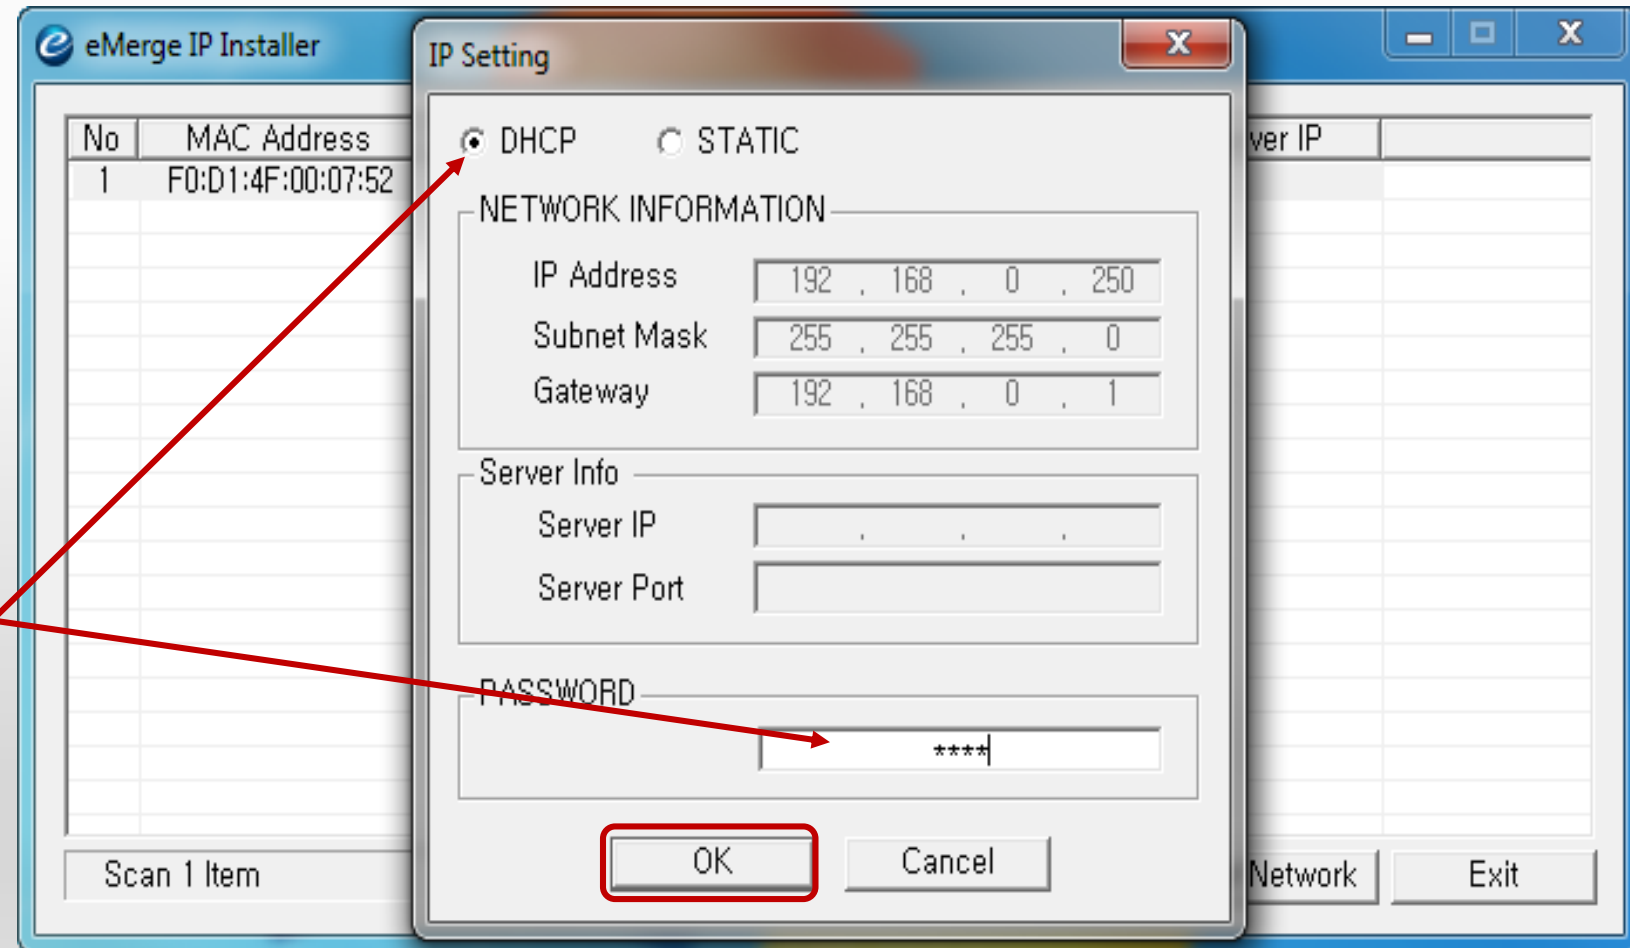 eMerge IP Installer
IP Setting
No MAC Address ver IP
1 F0:D1:4F:00:07:52
DHCP STATIC
NETWORK INFORMATION
IP Address 192 . 168 . 0 . 250
Subnet Mask 255 . 255 . 255 . 0
Gateway 192 . 168 . 0 . 1
Server Info
Server IP . . .
Server Port
PASSWORD
****
OK Cancel
Scan 1 Item Network Exit